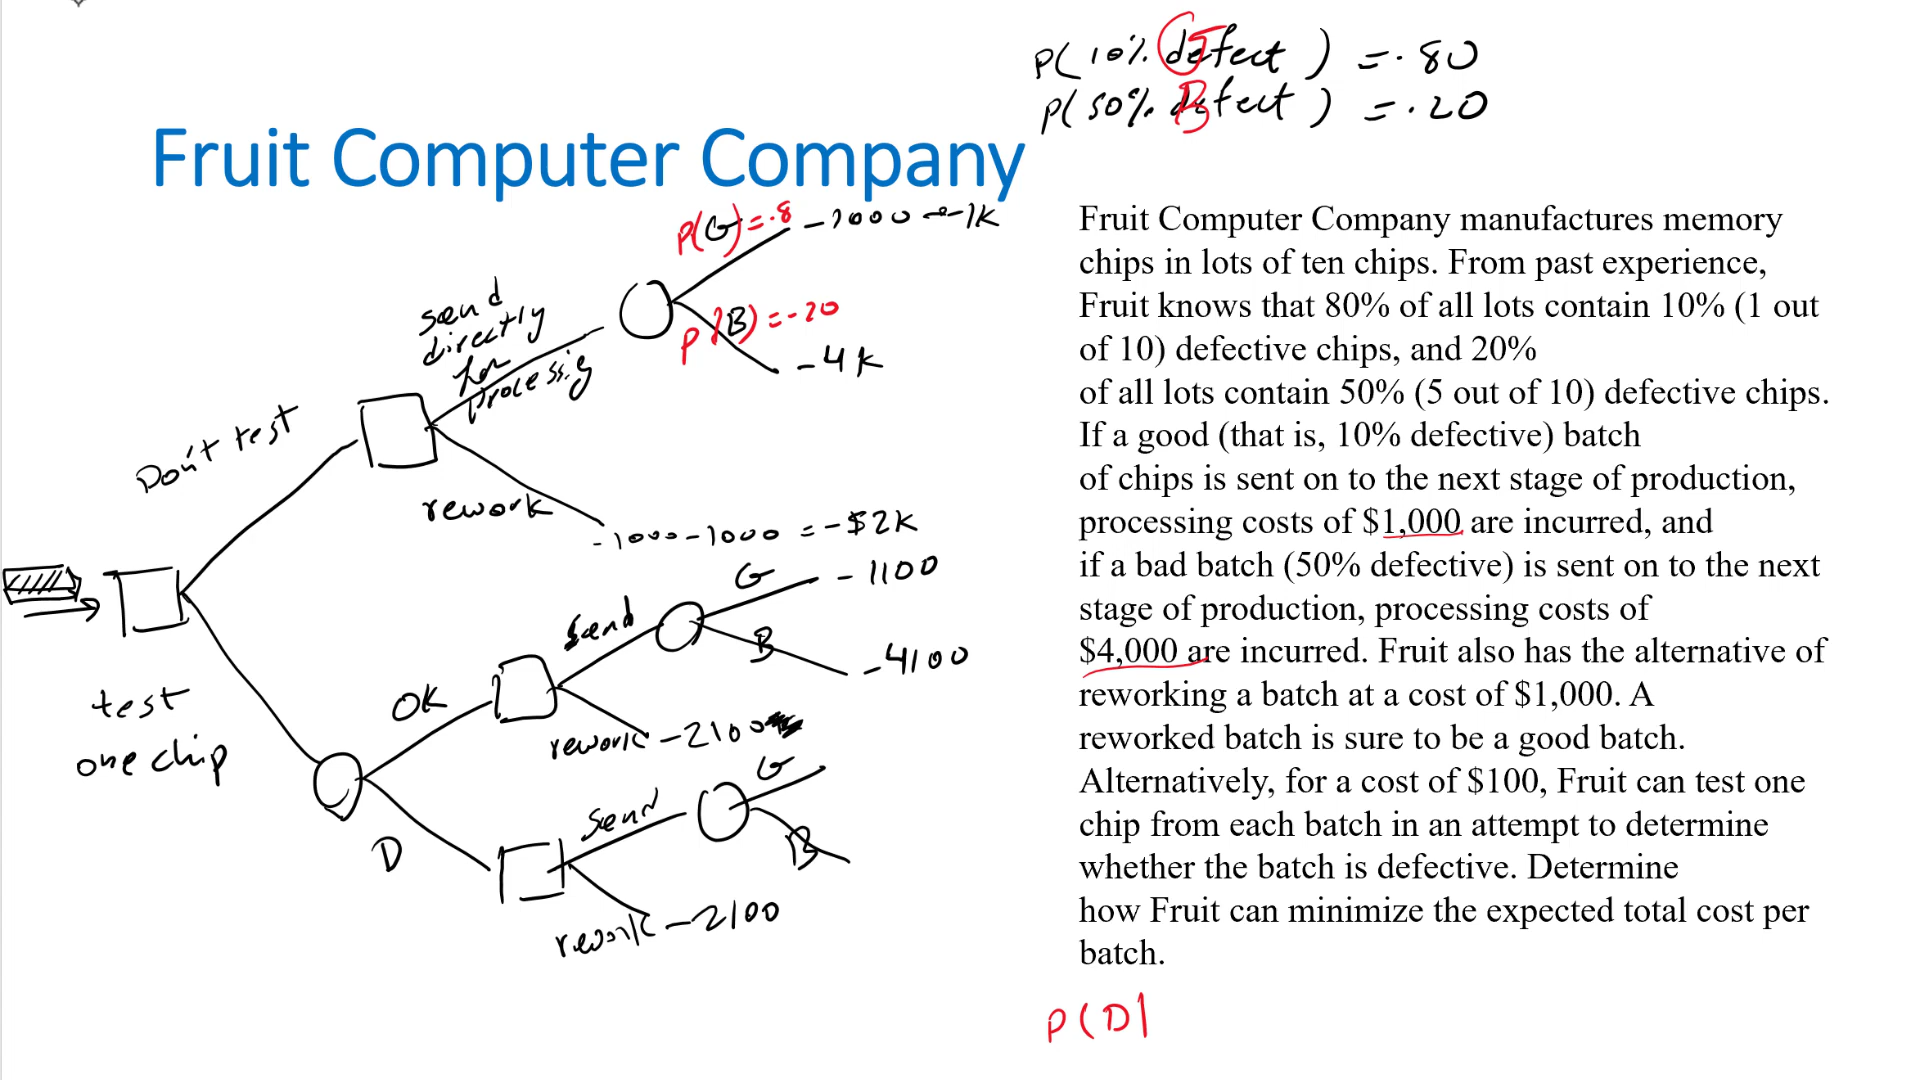 P( 10% defect ) = .80
G
P( 50% defect ) = .20
B
Fruit Computer Company
P(G) = .8
-1000 = -1K
P(B) = .20
-4K
send
directly
for
processig
Don't test
rework
-1000 - 1000 = -$2K
test
one chip
OK
send
G
-1100
B
-4100
rework -2100
D
send
G
B
rework -2100
Fruit Computer Company manufactures memory
chips in lots of ten chips. From past experience,
Fruit knows that 80% of all lots contain 10% (1 out
of 10) defective chips, and 20%
of all lots contain 50% (5 out of 10) defective chips.
If a good (that is, 10% defective) batch
of chips is sent on to the next stage of production,
processing costs of $1,000 are incurred, and
if a bad batch (50% defective) is sent on to the next
stage of production, processing costs of
$4,000 are incurred. Fruit also has the alternative of
reworking a batch at a cost of $1,000. A
reworked batch is sure to be a good batch.
Alternatively, for a cost of $100, Fruit can test one
chip from each batch in an attempt to determine
whether the batch is defective. Determine
how Fruit can minimize the expected total cost per
batch.
P(D|